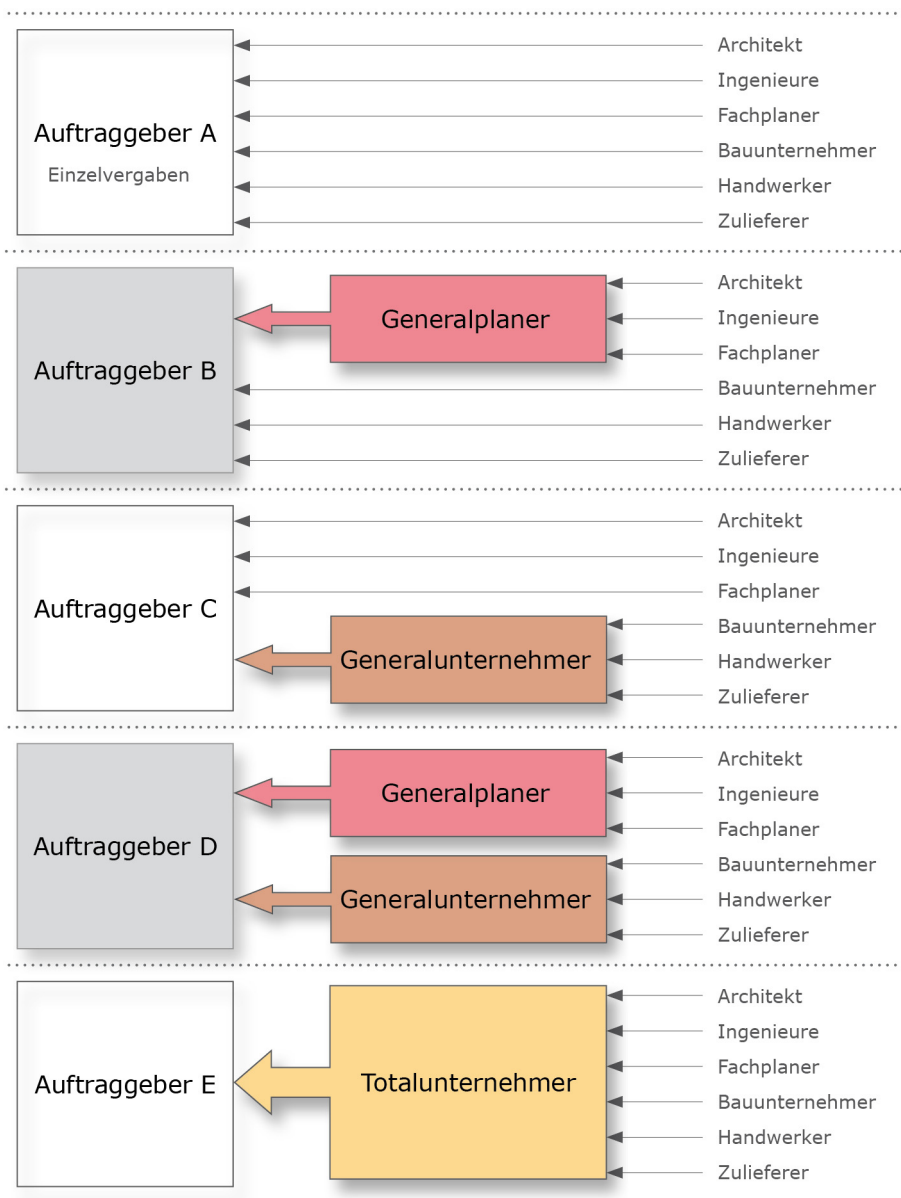 Architekt
Ingenieure
Fachplaner
Auftraggeber A
Bauunternehmer
Einzelvergaben
Handwerker
Zulieferer
Architekt
Generalplaner
Ingenieure
Fachplaner
Auftraggeber B
Bauunternehmer
Handwerker
Zulieferer
Architekt
Ingenieure
Fachplaner
Auftraggeber C
Bauunternehmer
Generalunternehmer
Handwerker
Zulieferer
Architekt
Generalplaner
Ingenieure
Fachplaner
Auftraggeber D
Bauunternehmer
Generalunternehmer
Handwerker
Zulieferer
Architekt
Ingenieure
Fachplaner
Auftraggeber E
Totalunternehmer
Bauunternehmer
Handwerker
Zulieferer